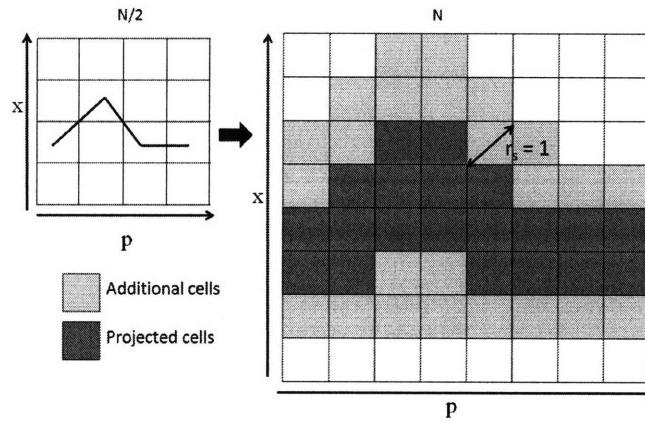 N/2
N
x
p
r_s = 1
x
Additional cells
Projected cells
p